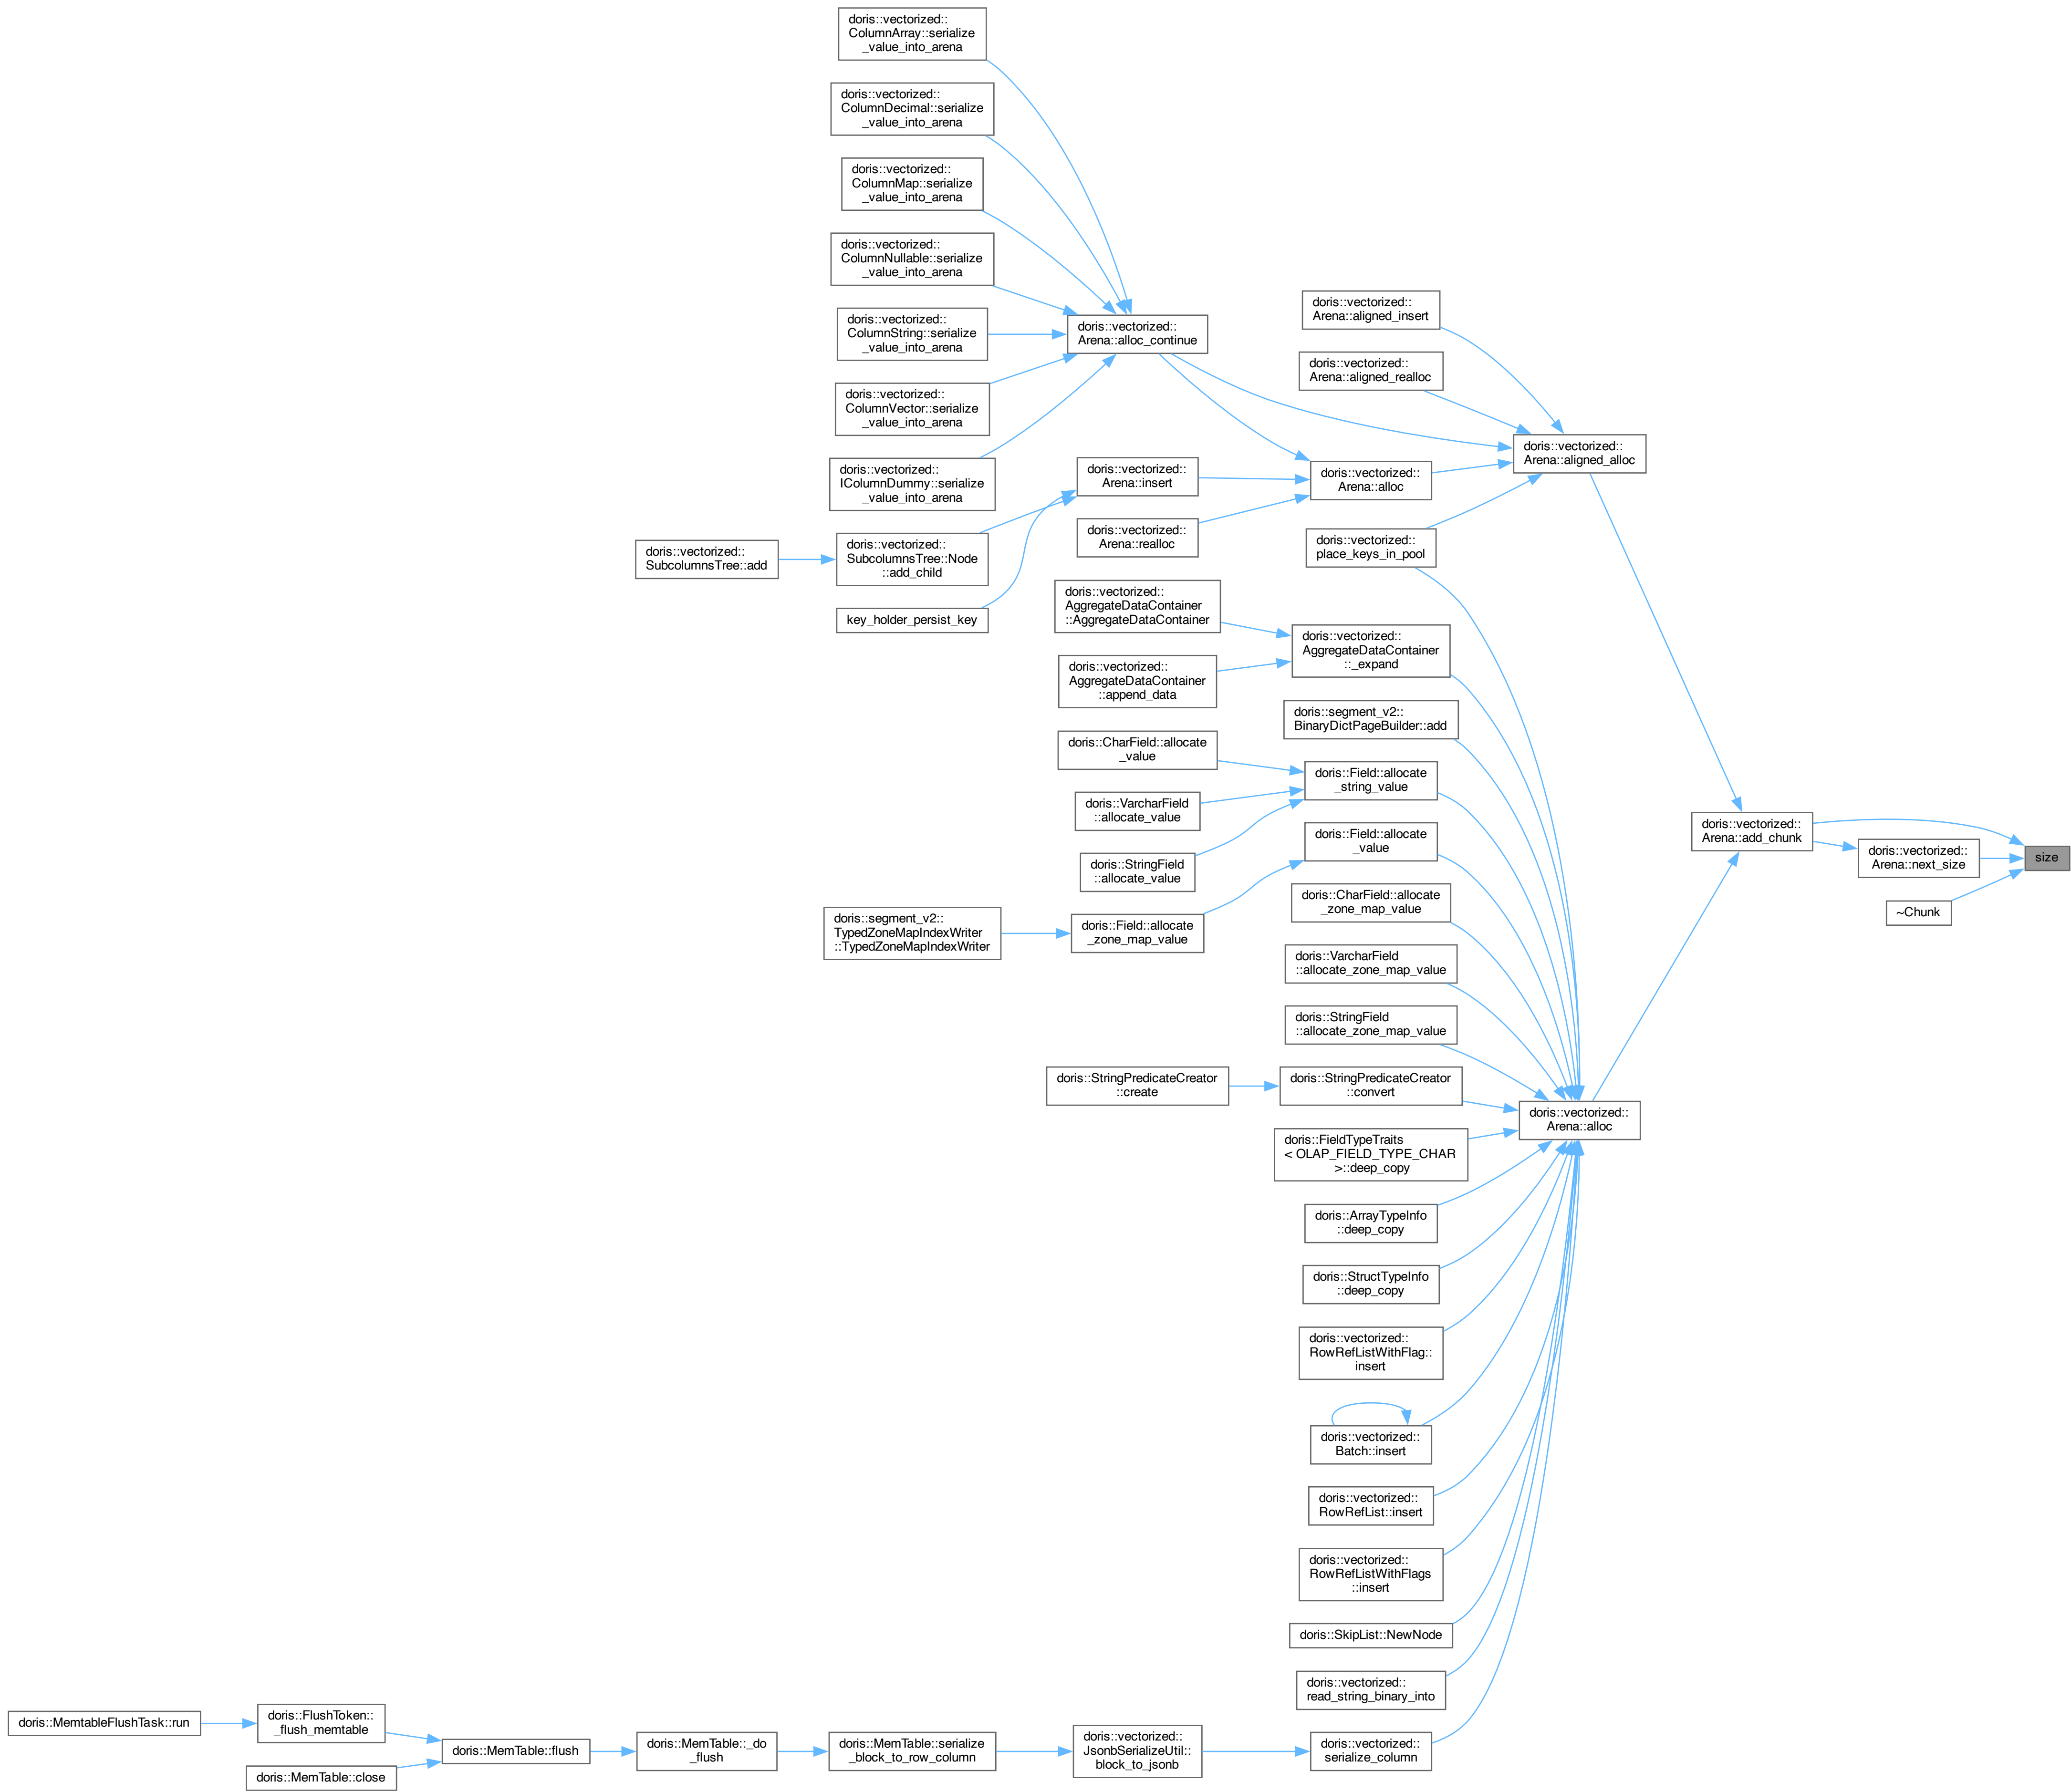 doris::vectorized::
ColumnArray::serialize
_value_into_arena
doris::vectorized::
ColumnDecimal::serialize
_value_into_arena
doris::vectorized::
ColumnMap::serialize
_value_into_arena
doris::vectorized::
ColumnNullable::serialize
_value_into_arena
doris::vectorized::
ColumnString::serialize
_value_into_arena
doris::vectorized::
ColumnVector::serialize
_value_into_arena
doris::vectorized::
IColumnDummy::serialize
_value_into_arena
doris::vectorized::
SubcolumnsTree::add
doris::vectorized::
SubcolumnsTree::Node
::add_child
key_holder_persist_key
doris::vectorized::
Arena::alloc_continue
doris::vectorized::
Arena::insert
doris::vectorized::
Arena::realloc
doris::vectorized::
Arena::aligned_insert
doris::vectorized::
Arena::aligned_realloc
doris::vectorized::
Arena::alloc
doris::vectorized::
place_keys_in_pool
doris::vectorized::
Arena::aligned_alloc
doris::vectorized::
AggregateDataContainer
::AggregateDataContainer
doris::vectorized::
AggregateDataContainer
::append_data
doris::vectorized::
AggregateDataContainer
::_expand
doris::segment_v2::
BinaryDictPageBuilder::add
doris::CharField::allocate
_value
doris::VarcharField
::allocate_value
doris::StringField
::allocate_value
doris::Field::allocate
_string_value
doris::Field::allocate
_value
doris::segment_v2::
TypedZoneMapIndexWriter
::TypedZoneMapIndexWriter
doris::Field::allocate
_zone_map_value
doris::CharField::allocate
_zone_map_value
doris::VarcharField
::allocate_zone_map_value
doris::StringField
::allocate_zone_map_value
doris::vectorized::
Arena::add_chunk
doris::vectorized::
Arena::next_size
size
~Chunk
doris::StringPredicateCreator
::create
doris::StringPredicateCreator
::convert
doris::vectorized::
Arena::alloc
doris::FieldTypeTraits
< OLAP_FIELD_TYPE_CHAR
>::deep_copy
doris::ArrayTypeInfo
::deep_copy
doris::StructTypeInfo
::deep_copy
doris::vectorized::
RowRefListWithFlag::
insert
doris::vectorized::
Batch::insert
doris::vectorized::
RowRefList::insert
doris::vectorized::
RowRefListWithFlags
::insert
doris::SkipList::NewNode
doris::vectorized::
read_string_binary_into
doris::MemtableFlushTask::run
doris::FlushToken::
_flush_memtable
doris::MemTable::close
doris::MemTable::flush
doris::MemTable::_do
_flush
doris::MemTable::serialize
_block_to_row_column
doris::vectorized::
JsonbSerializeUtil::
block_to_jsonb
doris::vectorized::
serialize_column